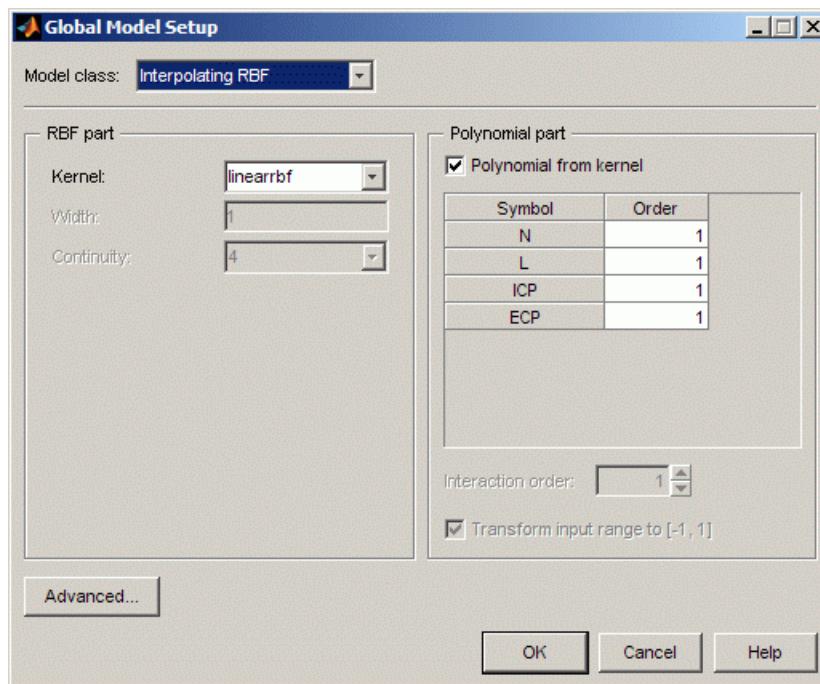 Global Model Setup
Model class: Interpolating RBF
RBF part
Kernel: linearrbf
Width: 1
Continuity: 4
Polynomial part
Polynomial from kernel
Symbol Order
N 1
L 1
ICP 1
ECP 1
Interaction order: 1
Transform input range to [-1, 1]
Advanced...
OK Cancel Help